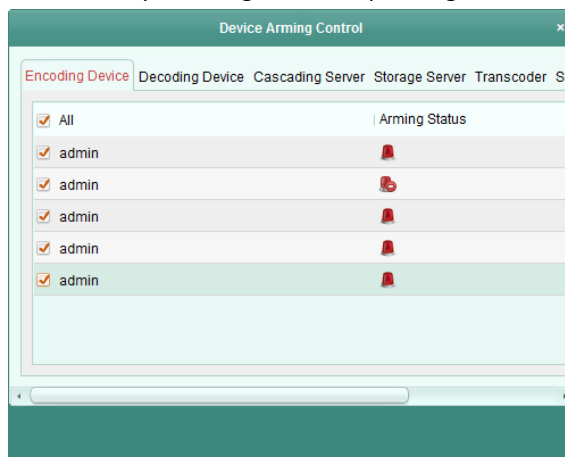 Device Arming Control
Encoding Device Decoding Device Cascading Server Storage Server Transcoder S
All Arming Status
admin
admin
admin
admin
admin